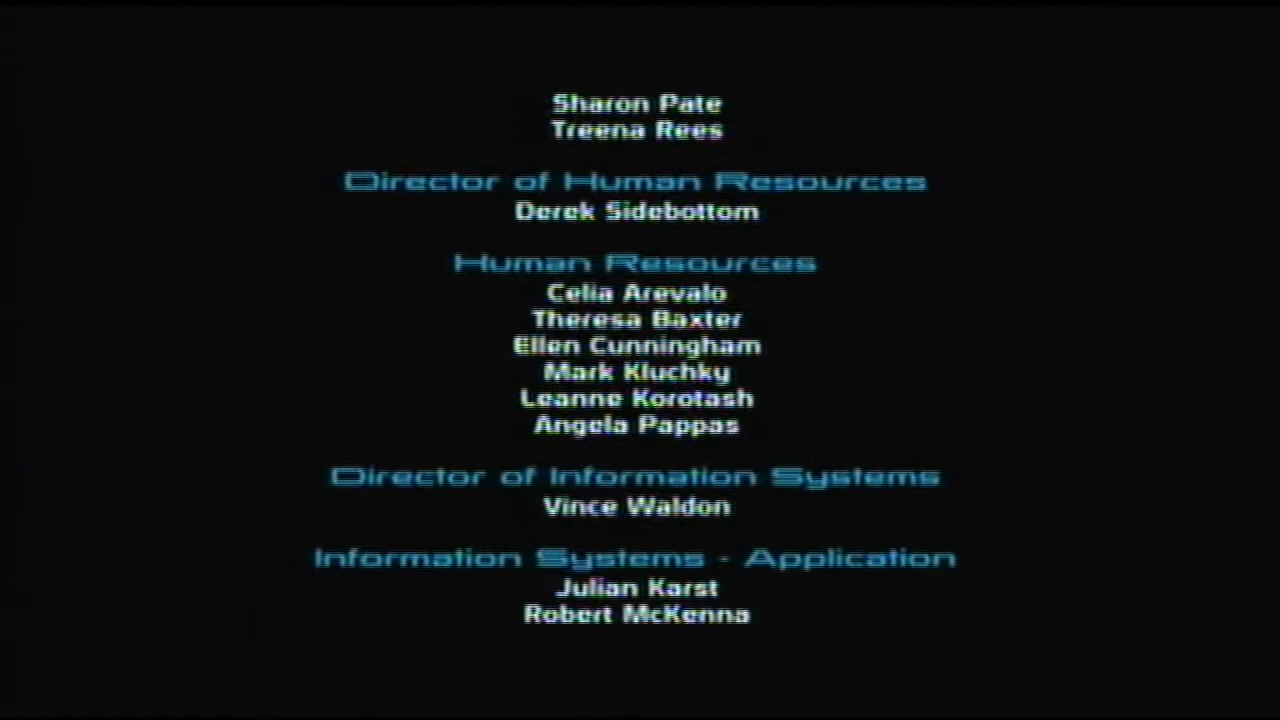 Sharon Pate
Treena Rees
Director of Human Resources
Derek Sidebottom
Human Resources
Celia Arevalo
Theresa Baxter
Ellen Cunningham
Mark Kluchky
Leanne Korotash
Angela Pappas
Director of Information Systems
Vince Waldon
Information Systems - Application
Julian Karst
Robert McKenna